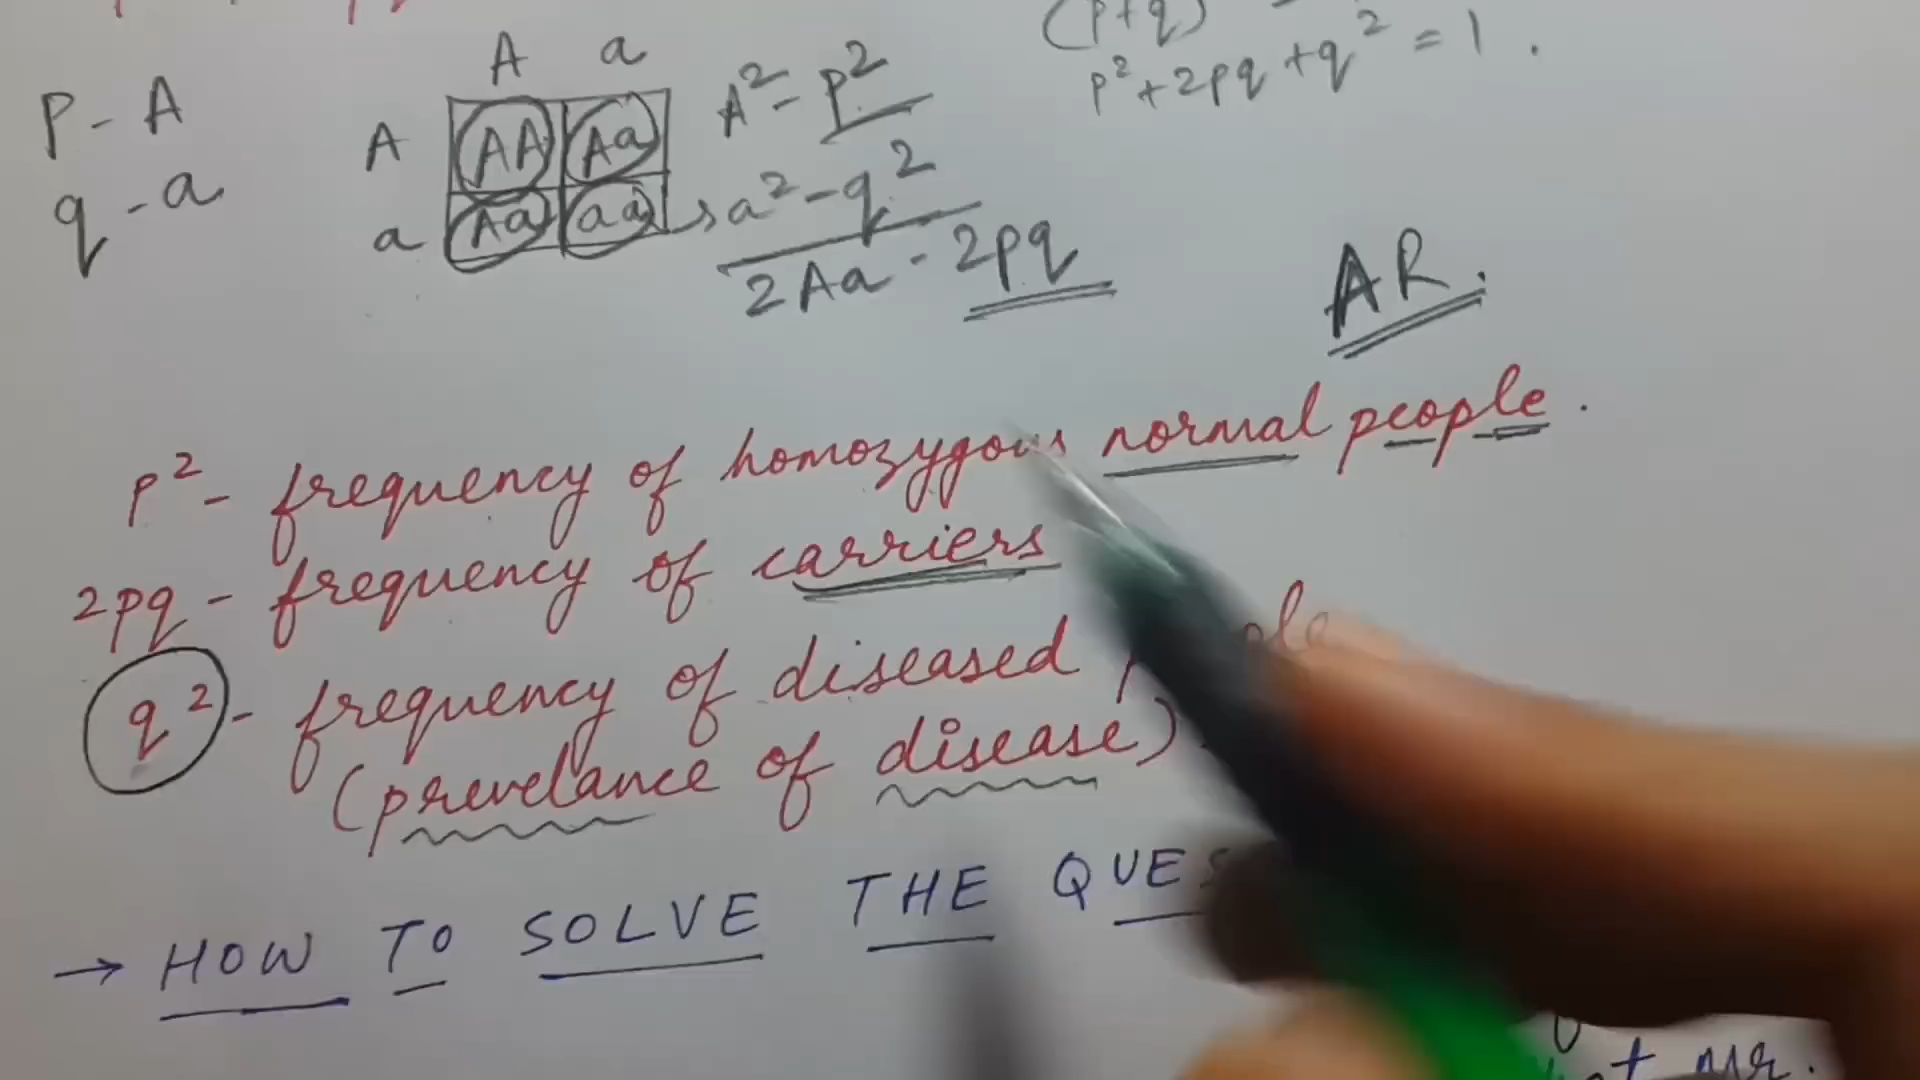 (p+q)
p²+2pq+q²=1.
A a
P - A
q - a
A AA Aa
a Aa aa
A² - p²
a² - q²
2Aa - 2pq
AR.
p² - frequency of homozygous normal people.
2pq - frequency of carriers
q² - frequency of diseased
(prevelance of disease)
→ HOW TO SOLVE THE